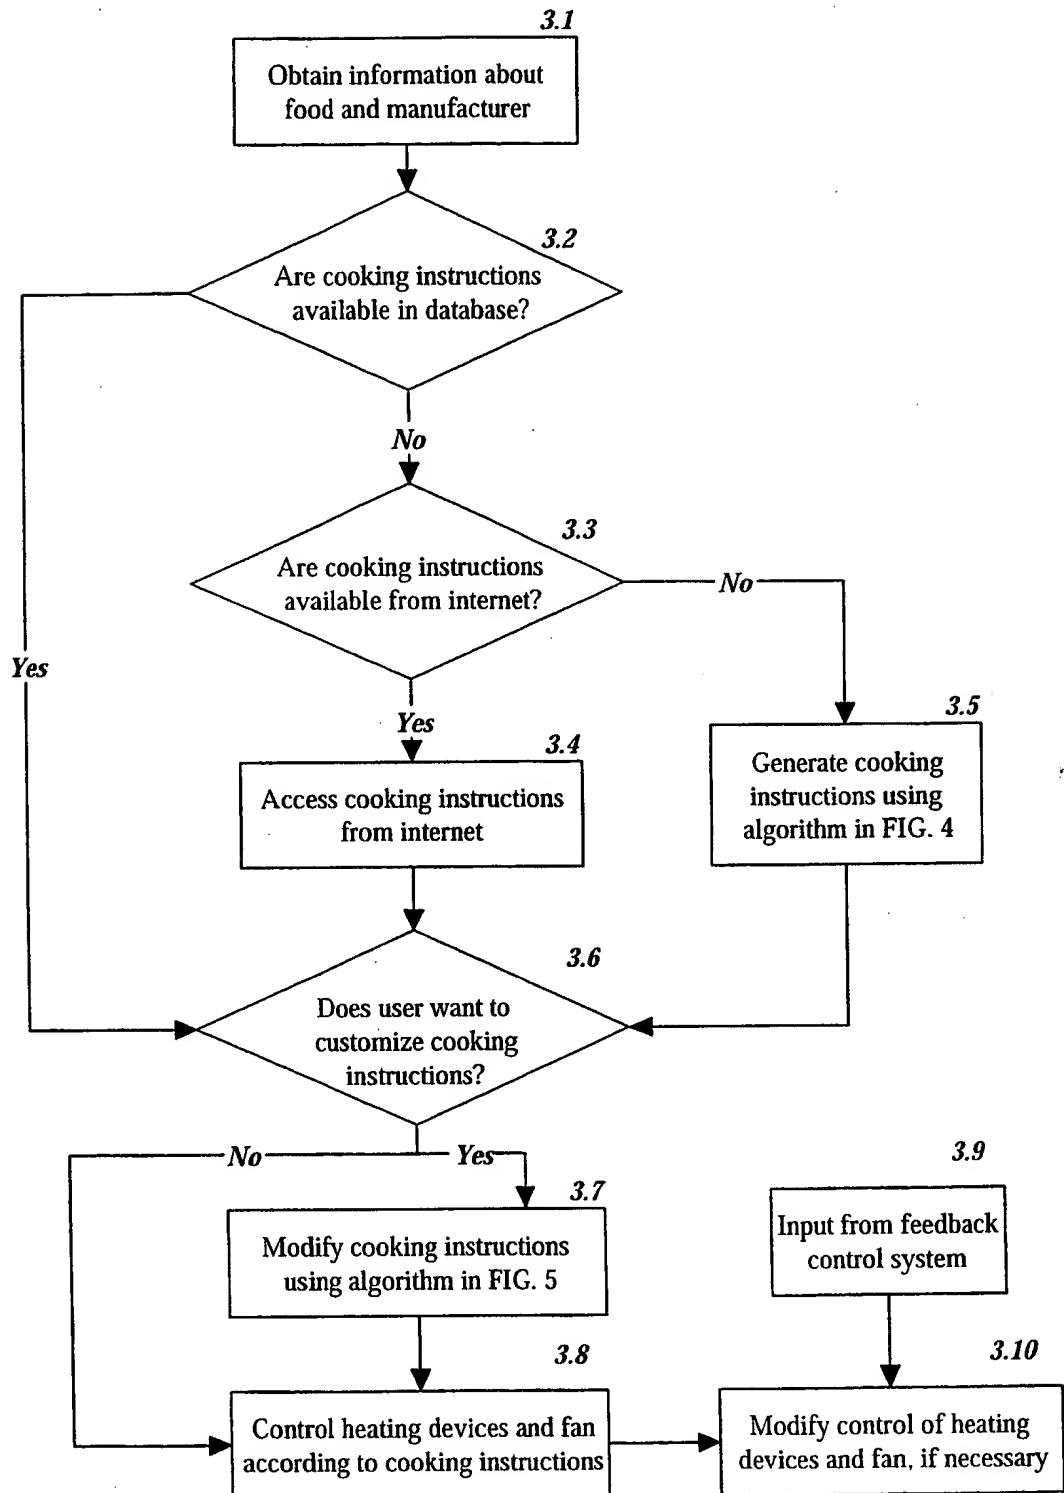 3.1
Obtain information about
food and manufacturer
3.2
Are cooking instructions
available in database?
No
3.3
Are cooking instructions
available from internet?
No
Yes
Yes
3.4
Access cooking instructions
from internet
3.5
Generate cooking
instructions using
algorithm in FIG. 4
3.6
Does user want to
customize cooking
instructions?
No
Yes
3.7
Modify cooking instructions
using algorithm in FIG. 5
3.9
Input from feedback
control system
3.8
Control heating devices and fan
according to cooking instructions
3.10
Modify control of heating
devices and fan, if necessary